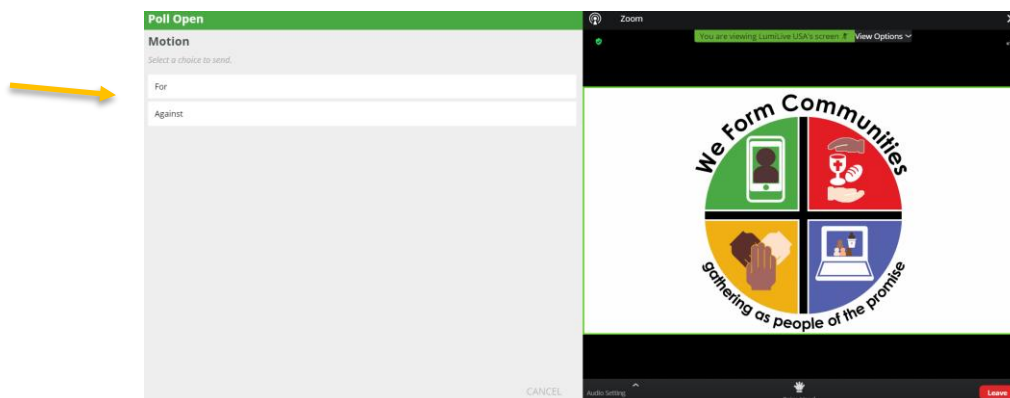 Poll Open
Motion
Select a choice to send.
For
Against
CANCEL
Zoom
You are viewing LumiLive USA's screen
View Options
We Form Communities
gathering as people of the promise
Audio Setting
Leave